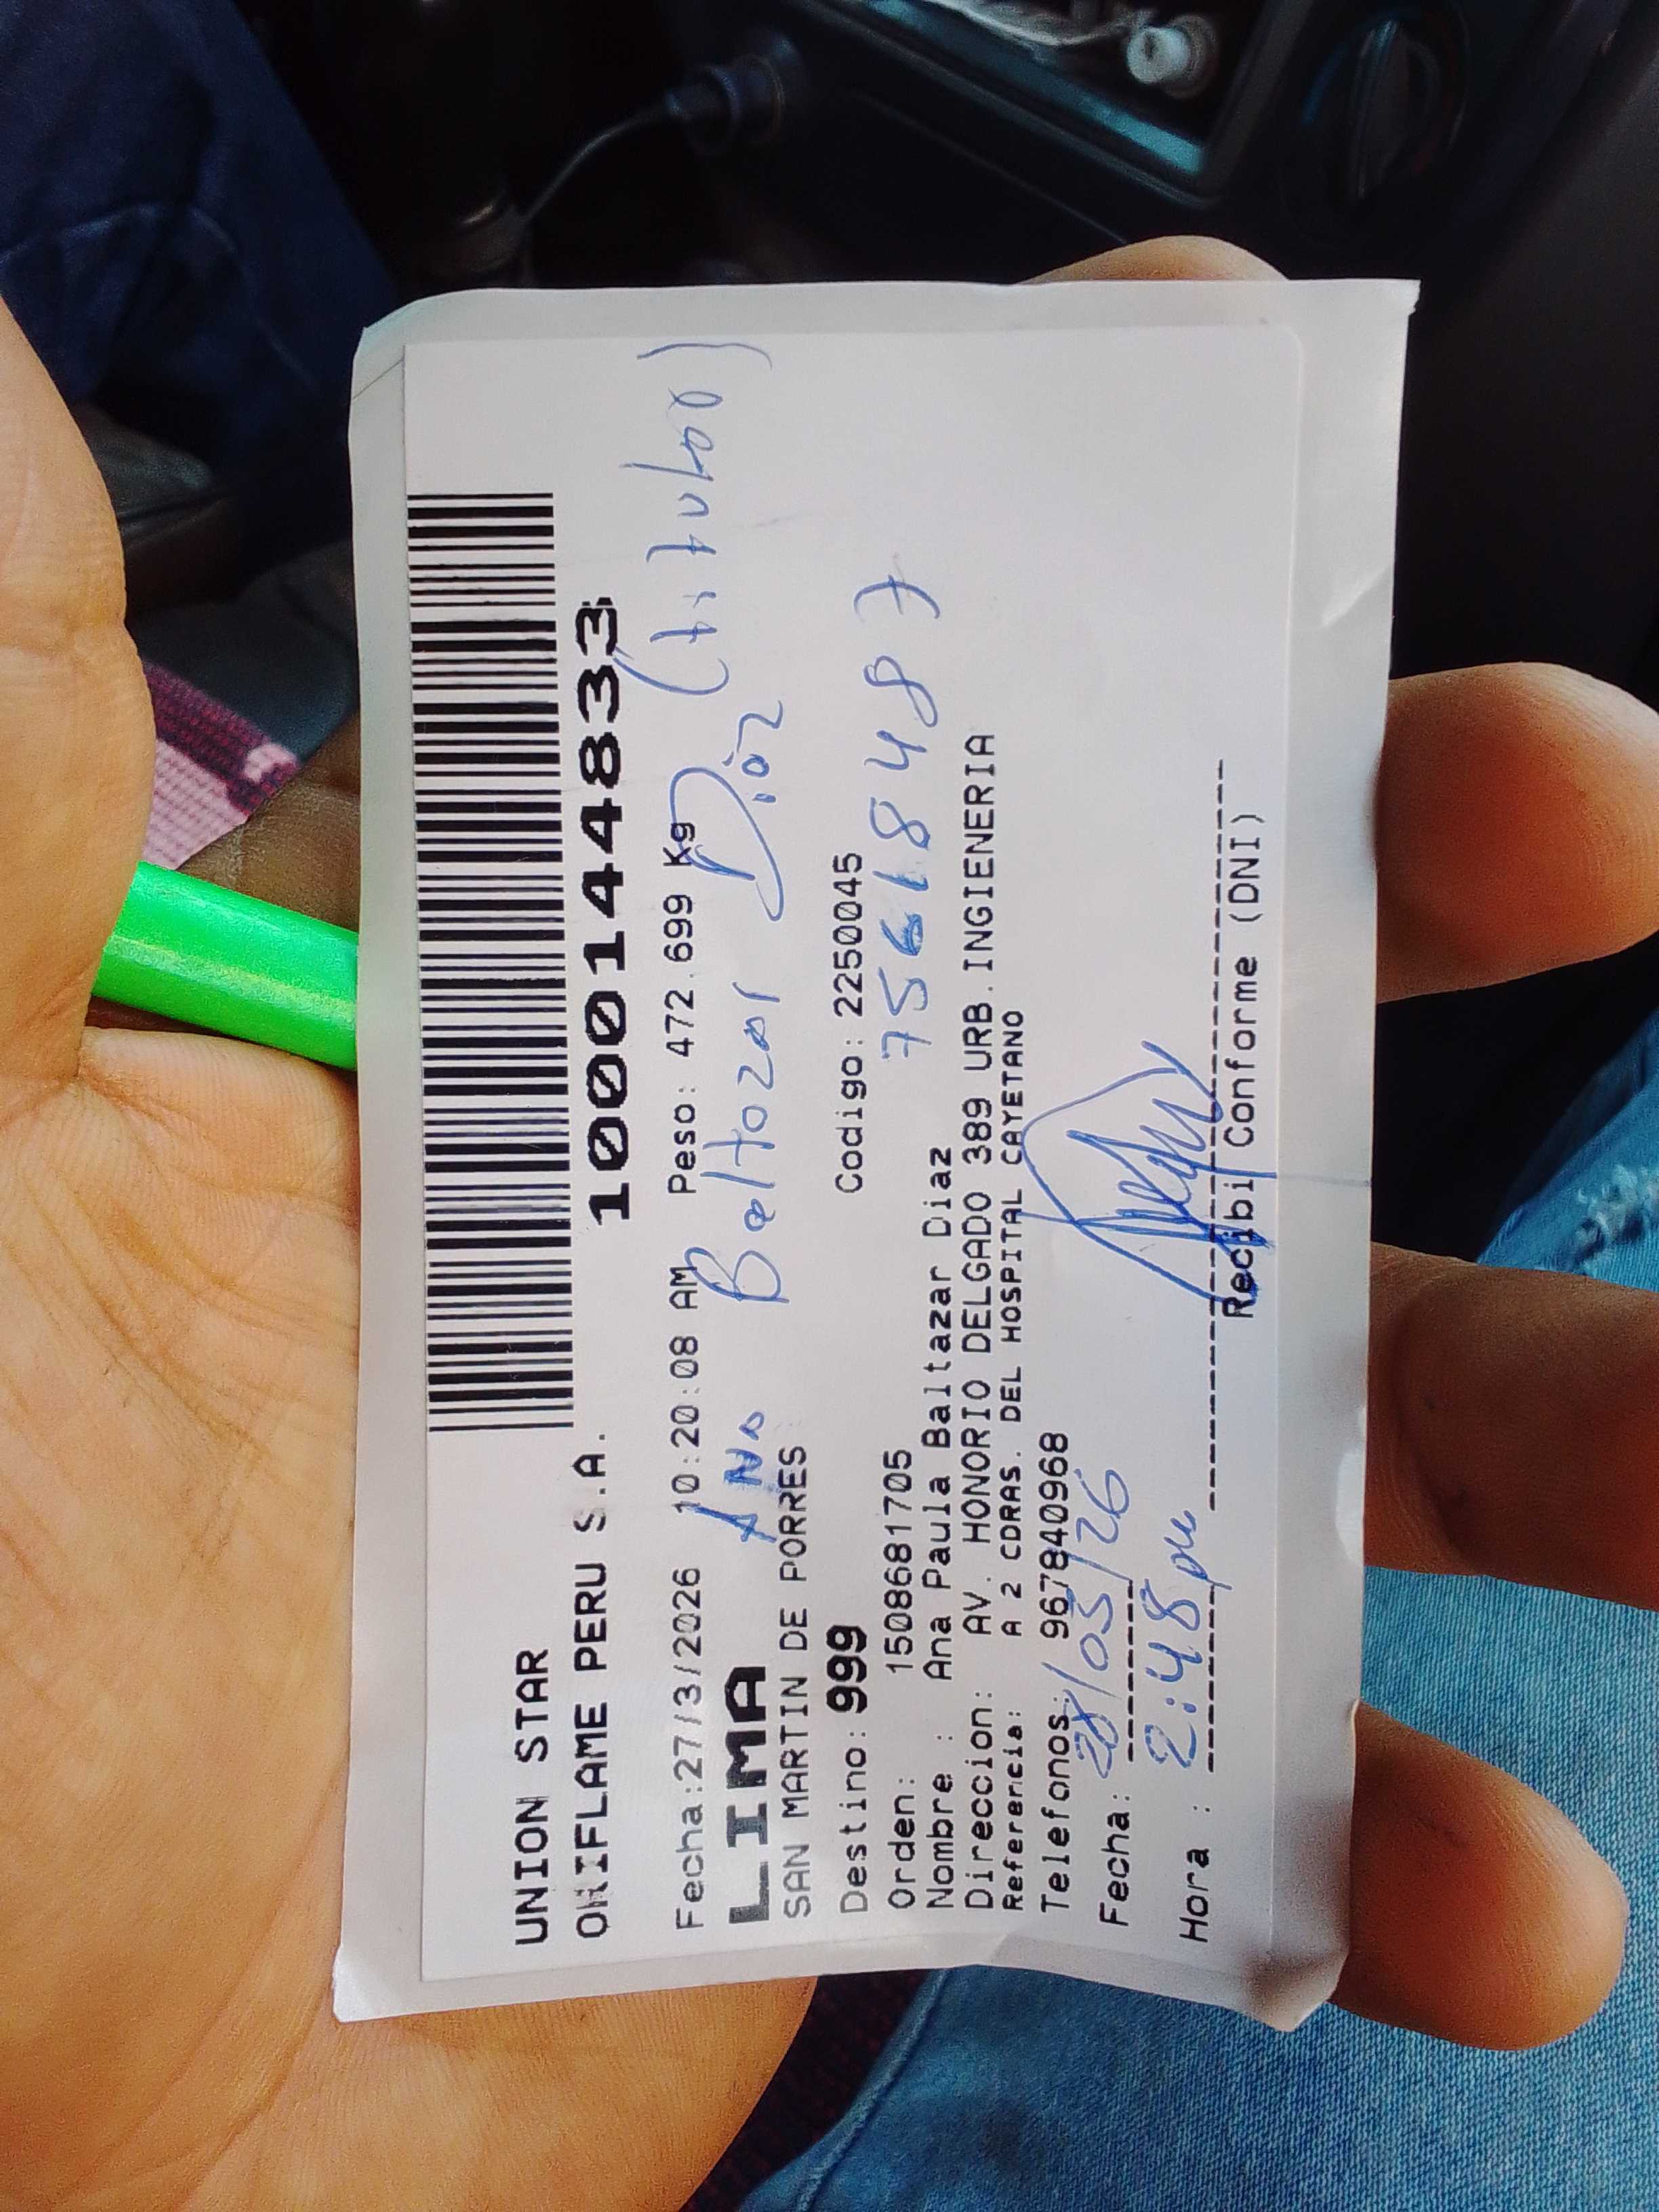 UNION STAR
ORIFLAME PERU S.A.
1000144833
Fecha:27/3/2026 10:20:08 AM Peso: 472.699 Kg
(titular)
LIMA
Ana Baltazar Diaz
SAN MARTIN DE PORRES
Destino: 999 Codigo: 2250045
75618487
Orden: 1508681705
Nombre : Ana Paula Baltazar Diaz
Direccion: AV. HONORIO DELGADO 389 URB.INGIENERIA
Referencia: A 2 CDRAS. DEL HOSPITAL CAYETANO
Telefonos: 967840968
Fecha: 28/03/26
Hora : 2:48 pm
Recibi Conforme (DNI)